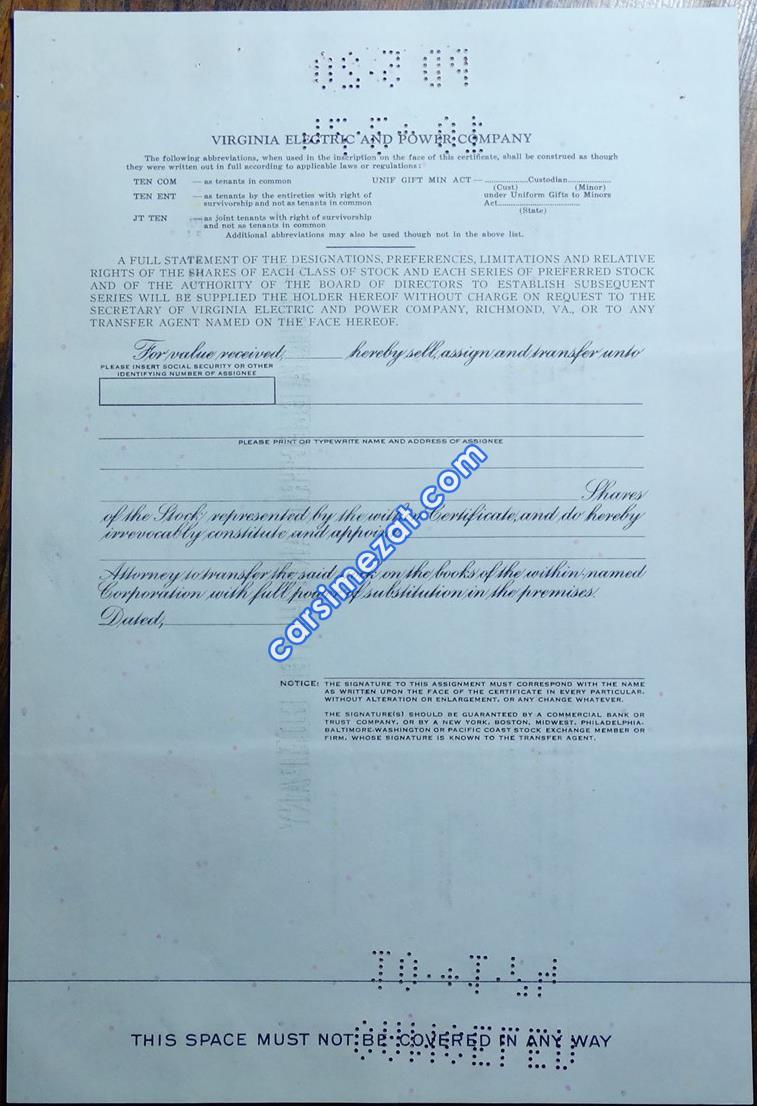 VIRGINIA ELECTRIC AND POWER COMPANY
The following abbreviations, when used in the inscription on the face of this certificate, shall be construed as though
they were written out in full according to applicable laws or regulations:
TEN COM — as tenants in common UNIF GIFT MIN ACT — ............Custodian............
(Cust) (Minor)
TEN ENT — as tenants by the entireties with right of under Uniform Gifts to Minors
survivorship and not as tenants in common Act........................
(State)
JT TEN — as joint tenants with right of survivorship
and not as tenants in common
Additional abbreviations may also be used though not in the above list.
A FULL STATEMENT OF THE DESIGNATIONS, PREFERENCES, LIMITATIONS AND RELATIVE
RIGHTS OF THE SHARES OF EACH CLASS OF STOCK AND EACH SERIES OF PREFERRED STOCK
AND OF THE AUTHORITY OF THE BOARD OF DIRECTORS TO ESTABLISH SUBSEQUENT
SERIES WILL BE SUPPLIED THE HOLDER HEREOF WITHOUT CHARGE ON REQUEST TO THE
SECRETARY OF VIRGINIA ELECTRIC AND POWER COMPANY, RICHMOND, VA., OR TO ANY
TRANSFER AGENT NAMED ON THE FACE HEREOF.
For value received, hereby sell, assign and transfer unto
PLEASE INSERT SOCIAL SECURITY OR OTHER
IDENTIFYING NUMBER OF ASSIGNEE
PLEASE PRINT OR TYPEWRITE NAME AND ADDRESS OF ASSIGNEE
Shares
of the Stock represented by the within Certificate, and do hereby
irrevocably constitute and appoint
Attorney to transfer the said stock on the books of the within-named
Corporation with full power of substitution in the premises.
Dated,
carsimezat.com
NOTICE: THE SIGNATURE TO THIS ASSIGNMENT MUST CORRESPOND WITH THE NAME
AS WRITTEN UPON THE FACE OF THE CERTIFICATE IN EVERY PARTICULAR,
WITHOUT ALTERATION OR ENLARGEMENT, OR ANY CHANGE WHATEVER.
THE SIGNATURE(S) SHOULD BE GUARANTEED BY A COMMERCIAL BANK OR
TRUST COMPANY, OR BY A NEW YORK, BOSTON, MIDWEST, PHILADELPHIA-
BALTIMORE-WASHINGTON OR PACIFIC COAST STOCK EXCHANGE MEMBER OR
FIRM, WHOSE SIGNATURE IS KNOWN TO THE TRANSFER AGENT.
THIS SPACE MUST NOT BE COVERED IN ANY WAY